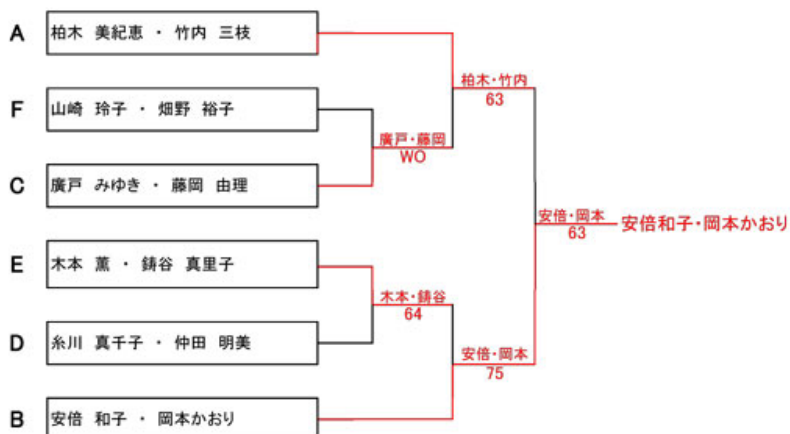 A 柏木 美紀恵 ・ 竹内 三枝
柏木・竹内
63
F 山崎 玲子 ・ 畑野 裕子
廣戸・藤岡
WO
C 廣戸 みゆき ・ 藤岡 由理
安倍・岡本
63
安倍和子・岡本かおり
E 木本 薫 ・ 鋳谷 真里子
木本・鋳谷
64
D 糸川 真千子 ・ 仲田 明美
安倍・岡本
75
B 安倍 和子 ・ 岡本かおり